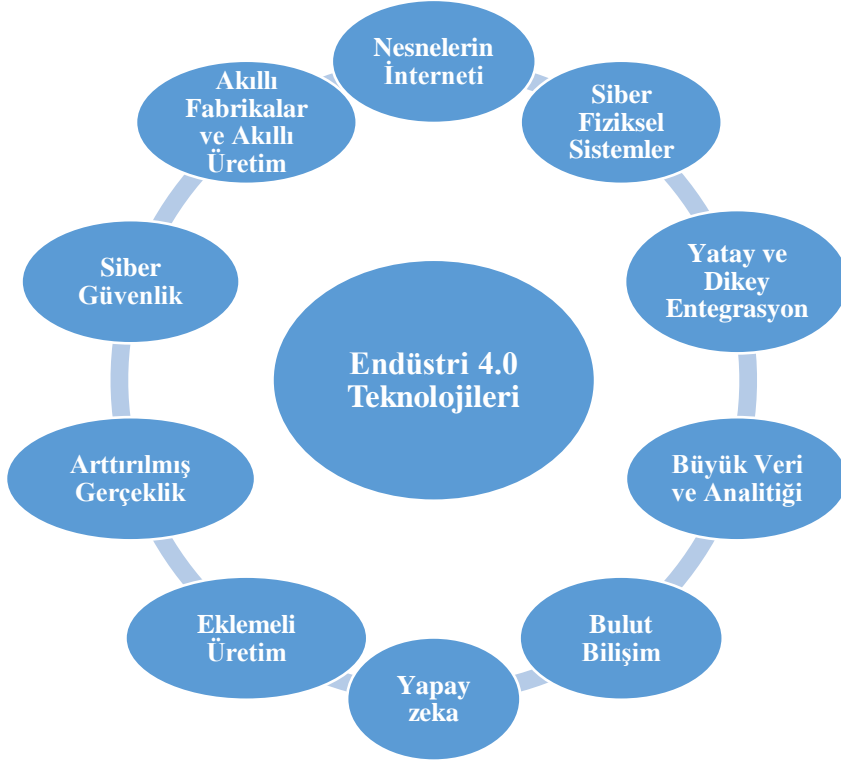 Nesnelerin
İnterneti
Siber
Fiziksel
Sistemler
Yatay ve
Dikey
Entegrasyon
Büyük Veri
ve Analitiği
Bulut
Bilişim
Yapay
zeka
Eklemeli
Üretim
Arttırılmış
Gerçeklik
Siber
Güvenlik
Akıllı
Fabrikalar
ve Akıllı
Üretim
Endüstri 4.0
Teknolojileri